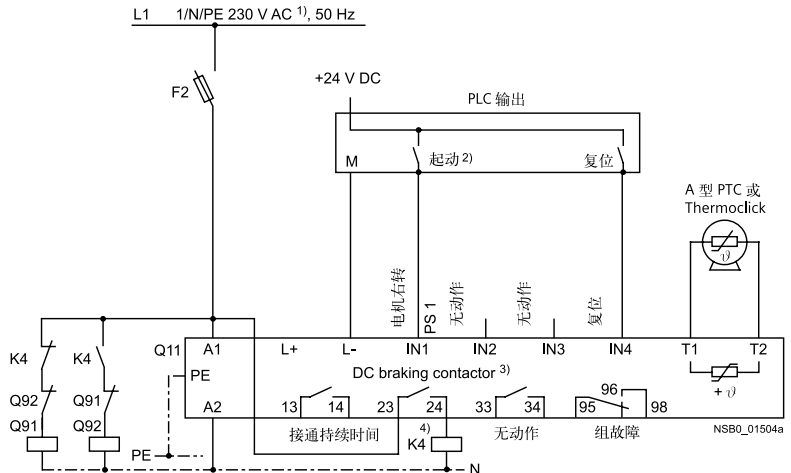 L1 1/N/PE 230 V AC 1), 50 Hz
F2
+24 V DC
PLC 输出
M
起动 2)
复位
A 型 PTC 或
Thermoclick
ϑ
电机右转
PS 1
无动作
无动作
复位
K4
K4
Q11
A1
L+
L-
IN1
IN2
IN3
IN4
T1
T2
PE
DC braking contactor 3)
+ϑ
Q92
Q91
A2
13
14
23
24
33
34
95
96
98
Q91
Q92
接通持续时间
4)
K4
无动作
组故障
NSB0_01504a
PE
N